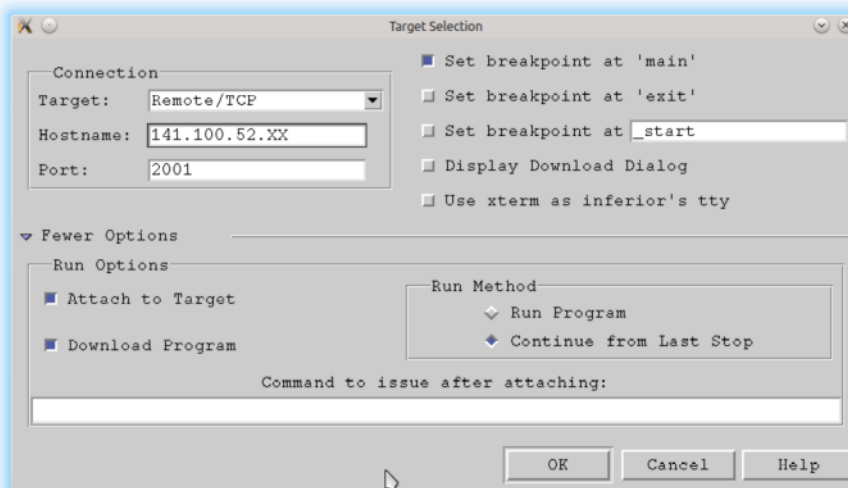 Target Selection
Connection
Target: Remote/TCP
Hostname: 141.100.52.XX
Port: 2001
Set breakpoint at 'main'
Set breakpoint at 'exit'
Set breakpoint at _start
Display Download Dialog
Use xterm as inferior's tty
Fewer Options
Run Options
Attach to Target
Download Program
Run Method
Run Program
Continue from Last Stop
Command to issue after attaching:
OK Cancel Help